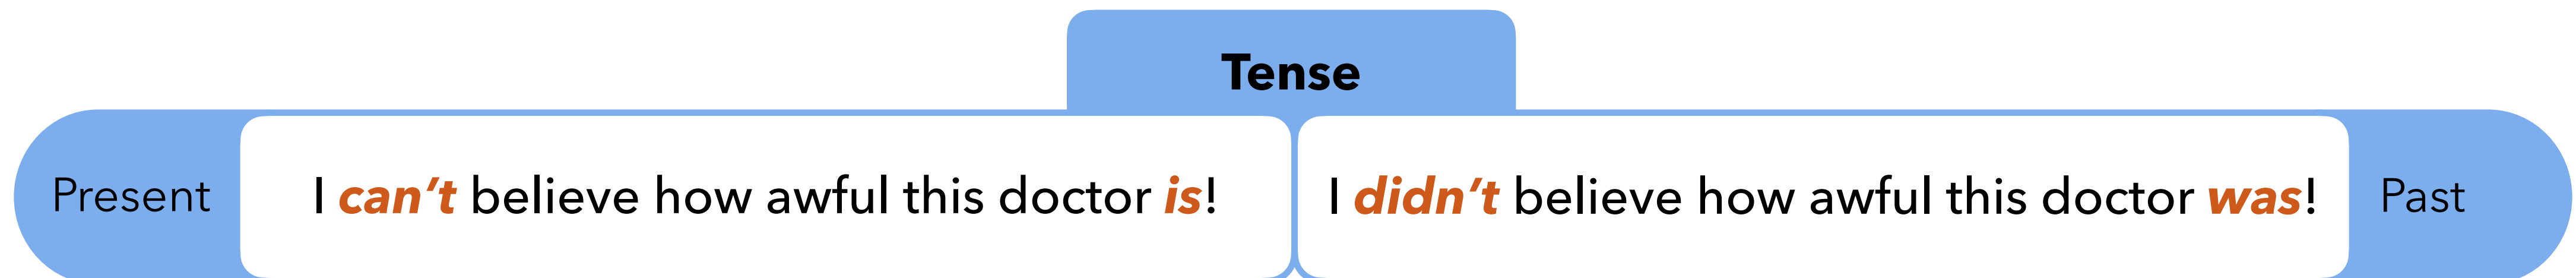 Tense
Present
I can’t believe how awful this doctor is!
I didn’t believe how awful this doctor was!
Past